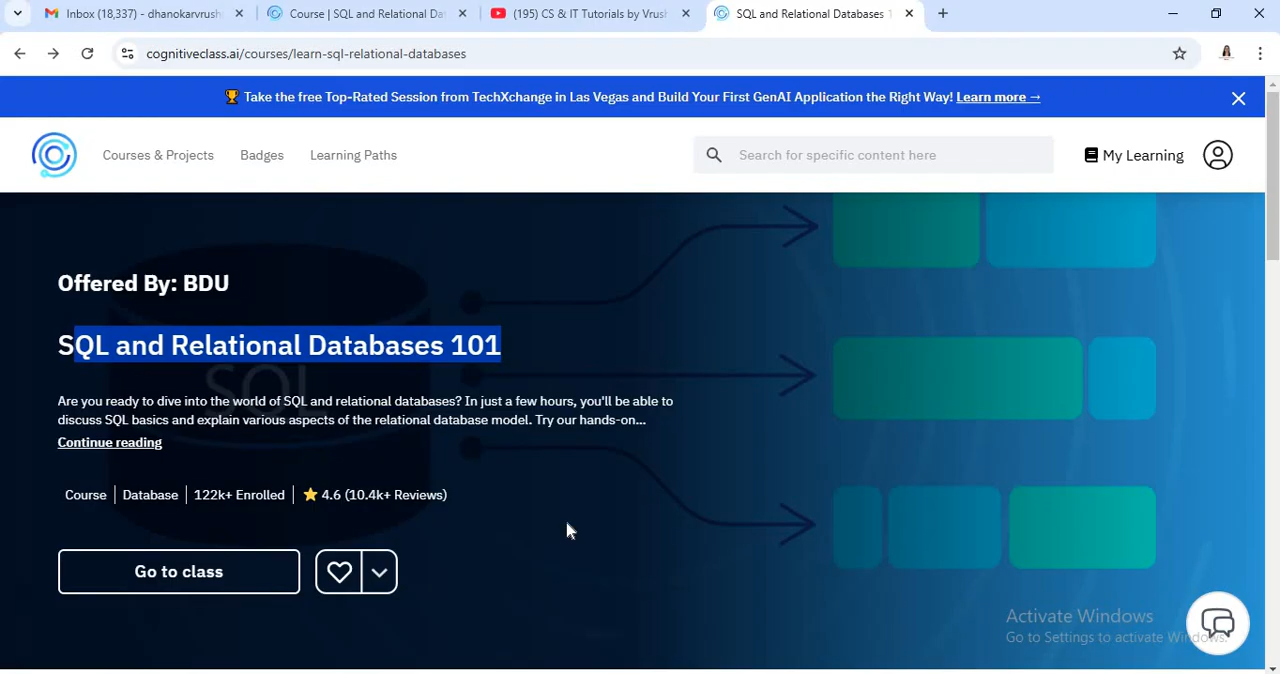 Inbox (18,337) - dhanokarvrush
Course | SQL and Relational Da
(195) CS & IT Tutorials by Vrush
SQL and Relational Databases 1
cognitiveclass.ai/courses/learn-sql-relational-databases
🏆 Take the free Top-Rated Session from TechXchange in Las Vegas and Build Your First GenAI Application the Right Way! Learn more →
Courses & Projects
Badges
Learning Paths
Search for specific content here
My Learning
Offered By: BDU
SQL and Relational Databases 101
SQL
Are you ready to dive into the world of SQL and relational databases? In just a few hours, you'll be able to
discuss SQL basics and explain various aspects of the relational database model. Try our hands-on...
Continue reading
Course | Database | 122k+ Enrolled | ⭐ 4.6 (10.4k+ Reviews)
Go to class
Activate Windows
Go to Settings to activate Windows.